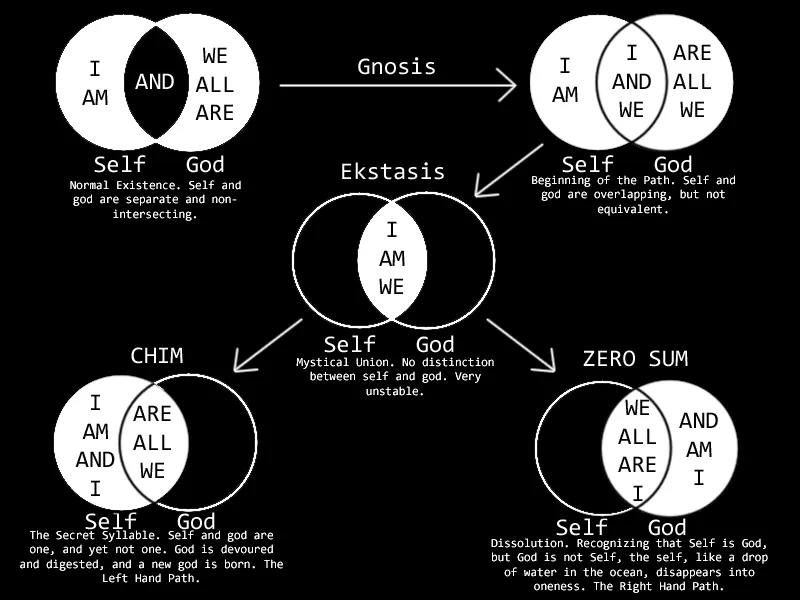 I
AM
AND
WE
ALL
ARE
Self
God
Normal Existence. Self and
god are separate and non-
intersecting.
Gnosis
I
AM
I
AND
WE
ARE
ALL
WE
Self
God
Beginning of the Path. Self and
god are overlapping, but not
equivalent.
Ekstasis
I
AM
WE
Self
God
Mystical Union. No distinction
between self and god. Very
unstable.
CHIM
I
AM
AND
I
ARE
ALL
WE
Self
God
The Secret Syllable. Self and god are
one, and yet not one. God is devoured
and digested, and a new god is born. The
Left Hand Path.
ZERO SUM
WE
ALL
ARE
I
AND
AM
I
Self
God
Dissolution. Recognizing that Self is God,
but God is not Self, the self, like a drop
of water in the ocean, disappears into
oneness. The Right Hand Path.